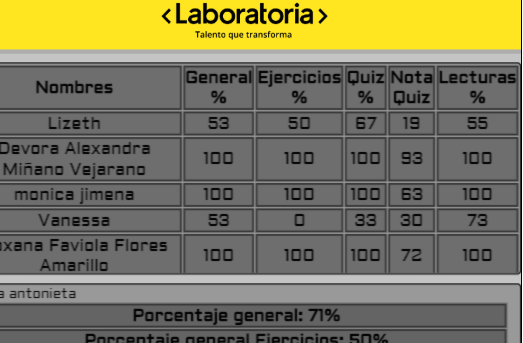 <Laboratoria>
Talento que transforma
Nombres General % Ejercicios % Quiz % Nota Quiz Lecturas %
Lizeth 53 50 67 19 55
Devora Alexandra Miñano Vejarano 100 100 100 93 100
monica jimena 100 100 100 63 100
Vanessa 53 0 33 30 73
Faviola Flores Amarillo 100 100 100 72 100
antonieta
Porcentaje general: 71%
Porcentaje general Ejercicios: 50%